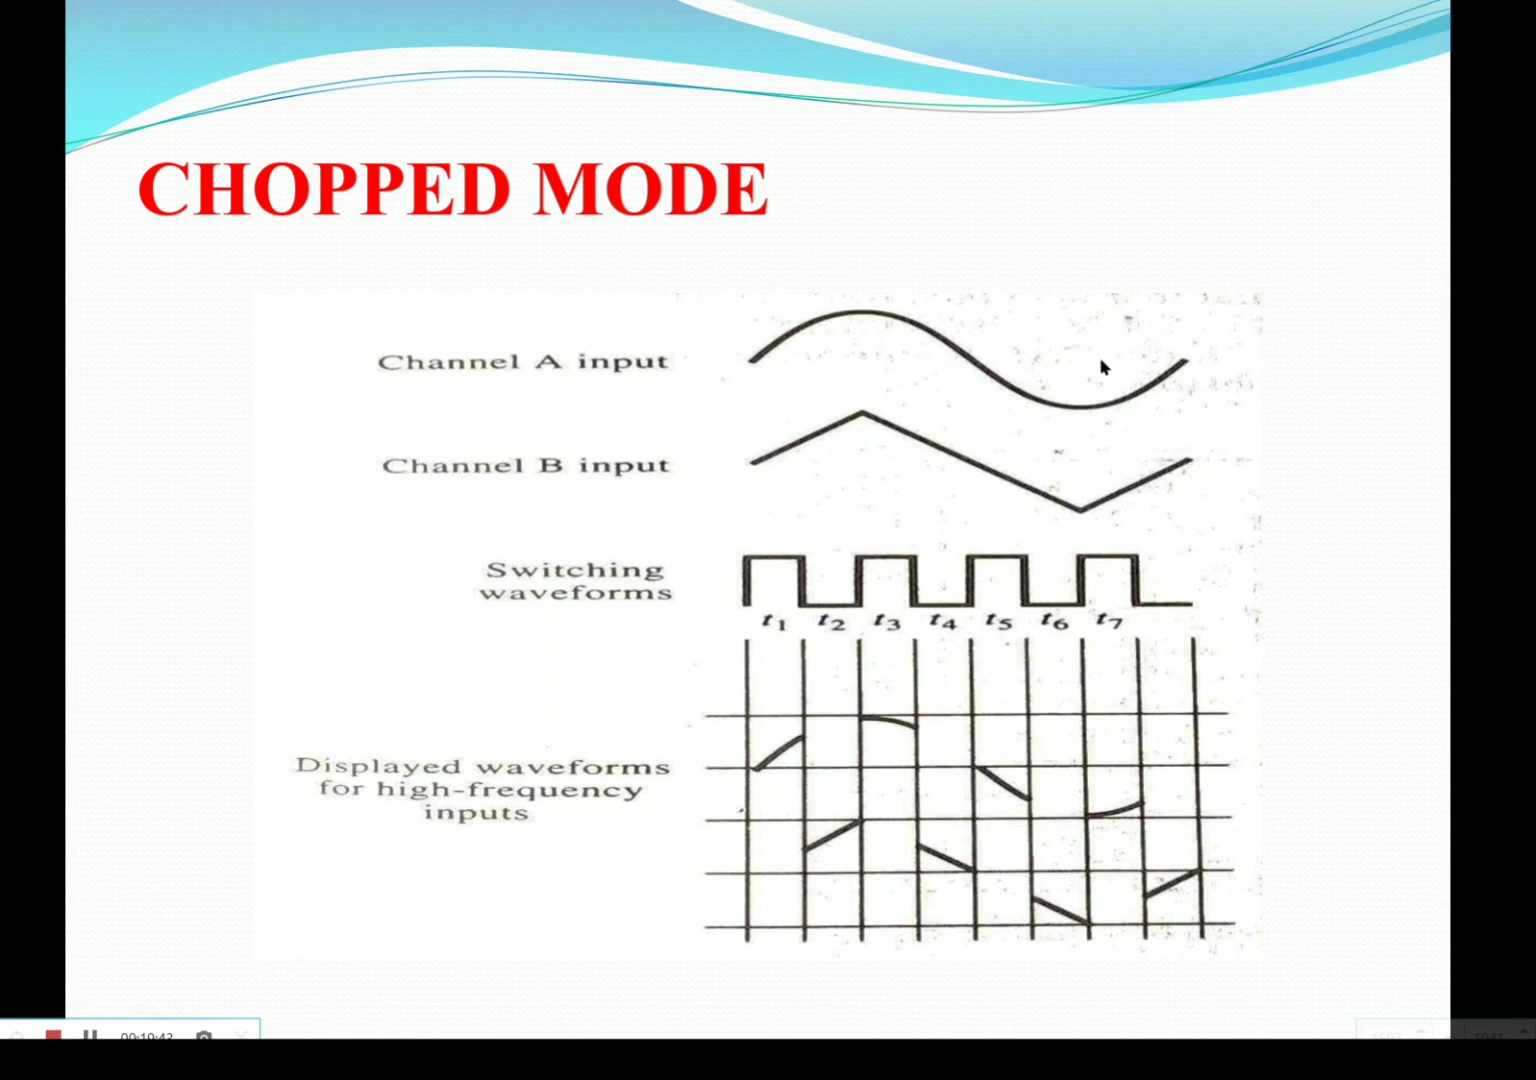 CHOPPED MODE
Channel A input
Channel B input
Switching
waveforms
t1 t2 t3 t4 t5 t6 t7
Displayed waveforms
for high-frequency
inputs